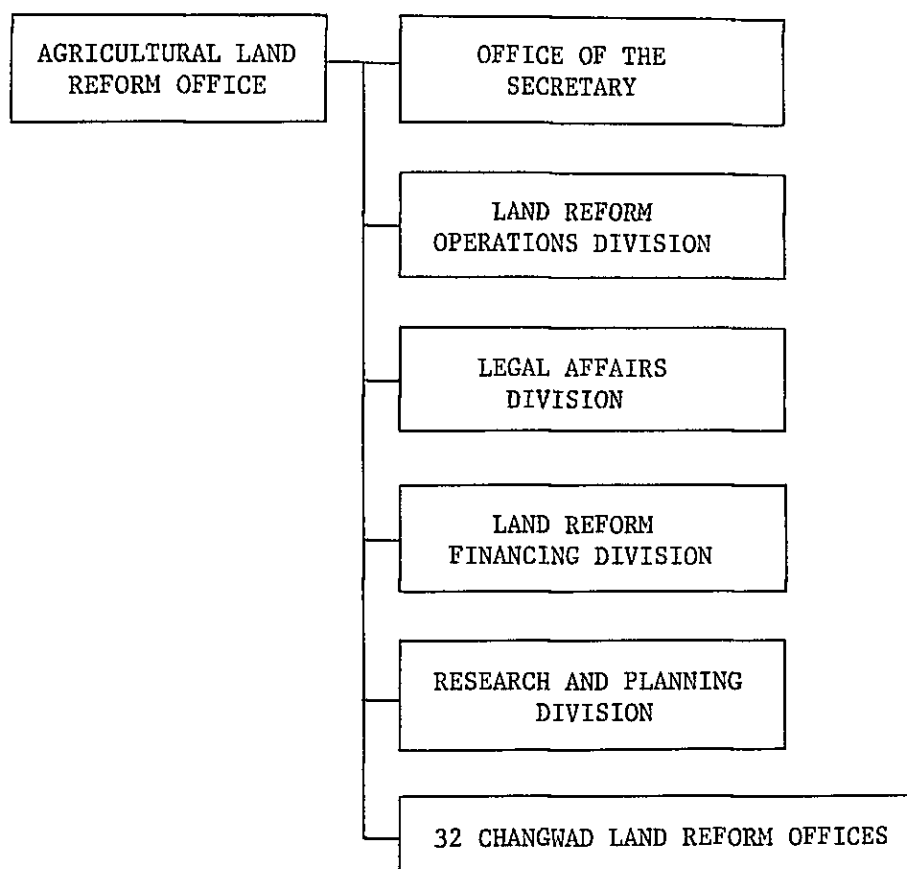 AGRICULTURAL LAND
REFORM OFFICE
OFFICE OF THE
SECRETARY
LAND REFORM
OPERATIONS DIVISION
LEGAL AFFAIRS
DIVISION
LAND REFORM
FINANCING DIVISION
RESEARCH AND PLANNING
DIVISION
32 CHANGWAD LAND REFORM OFFICES